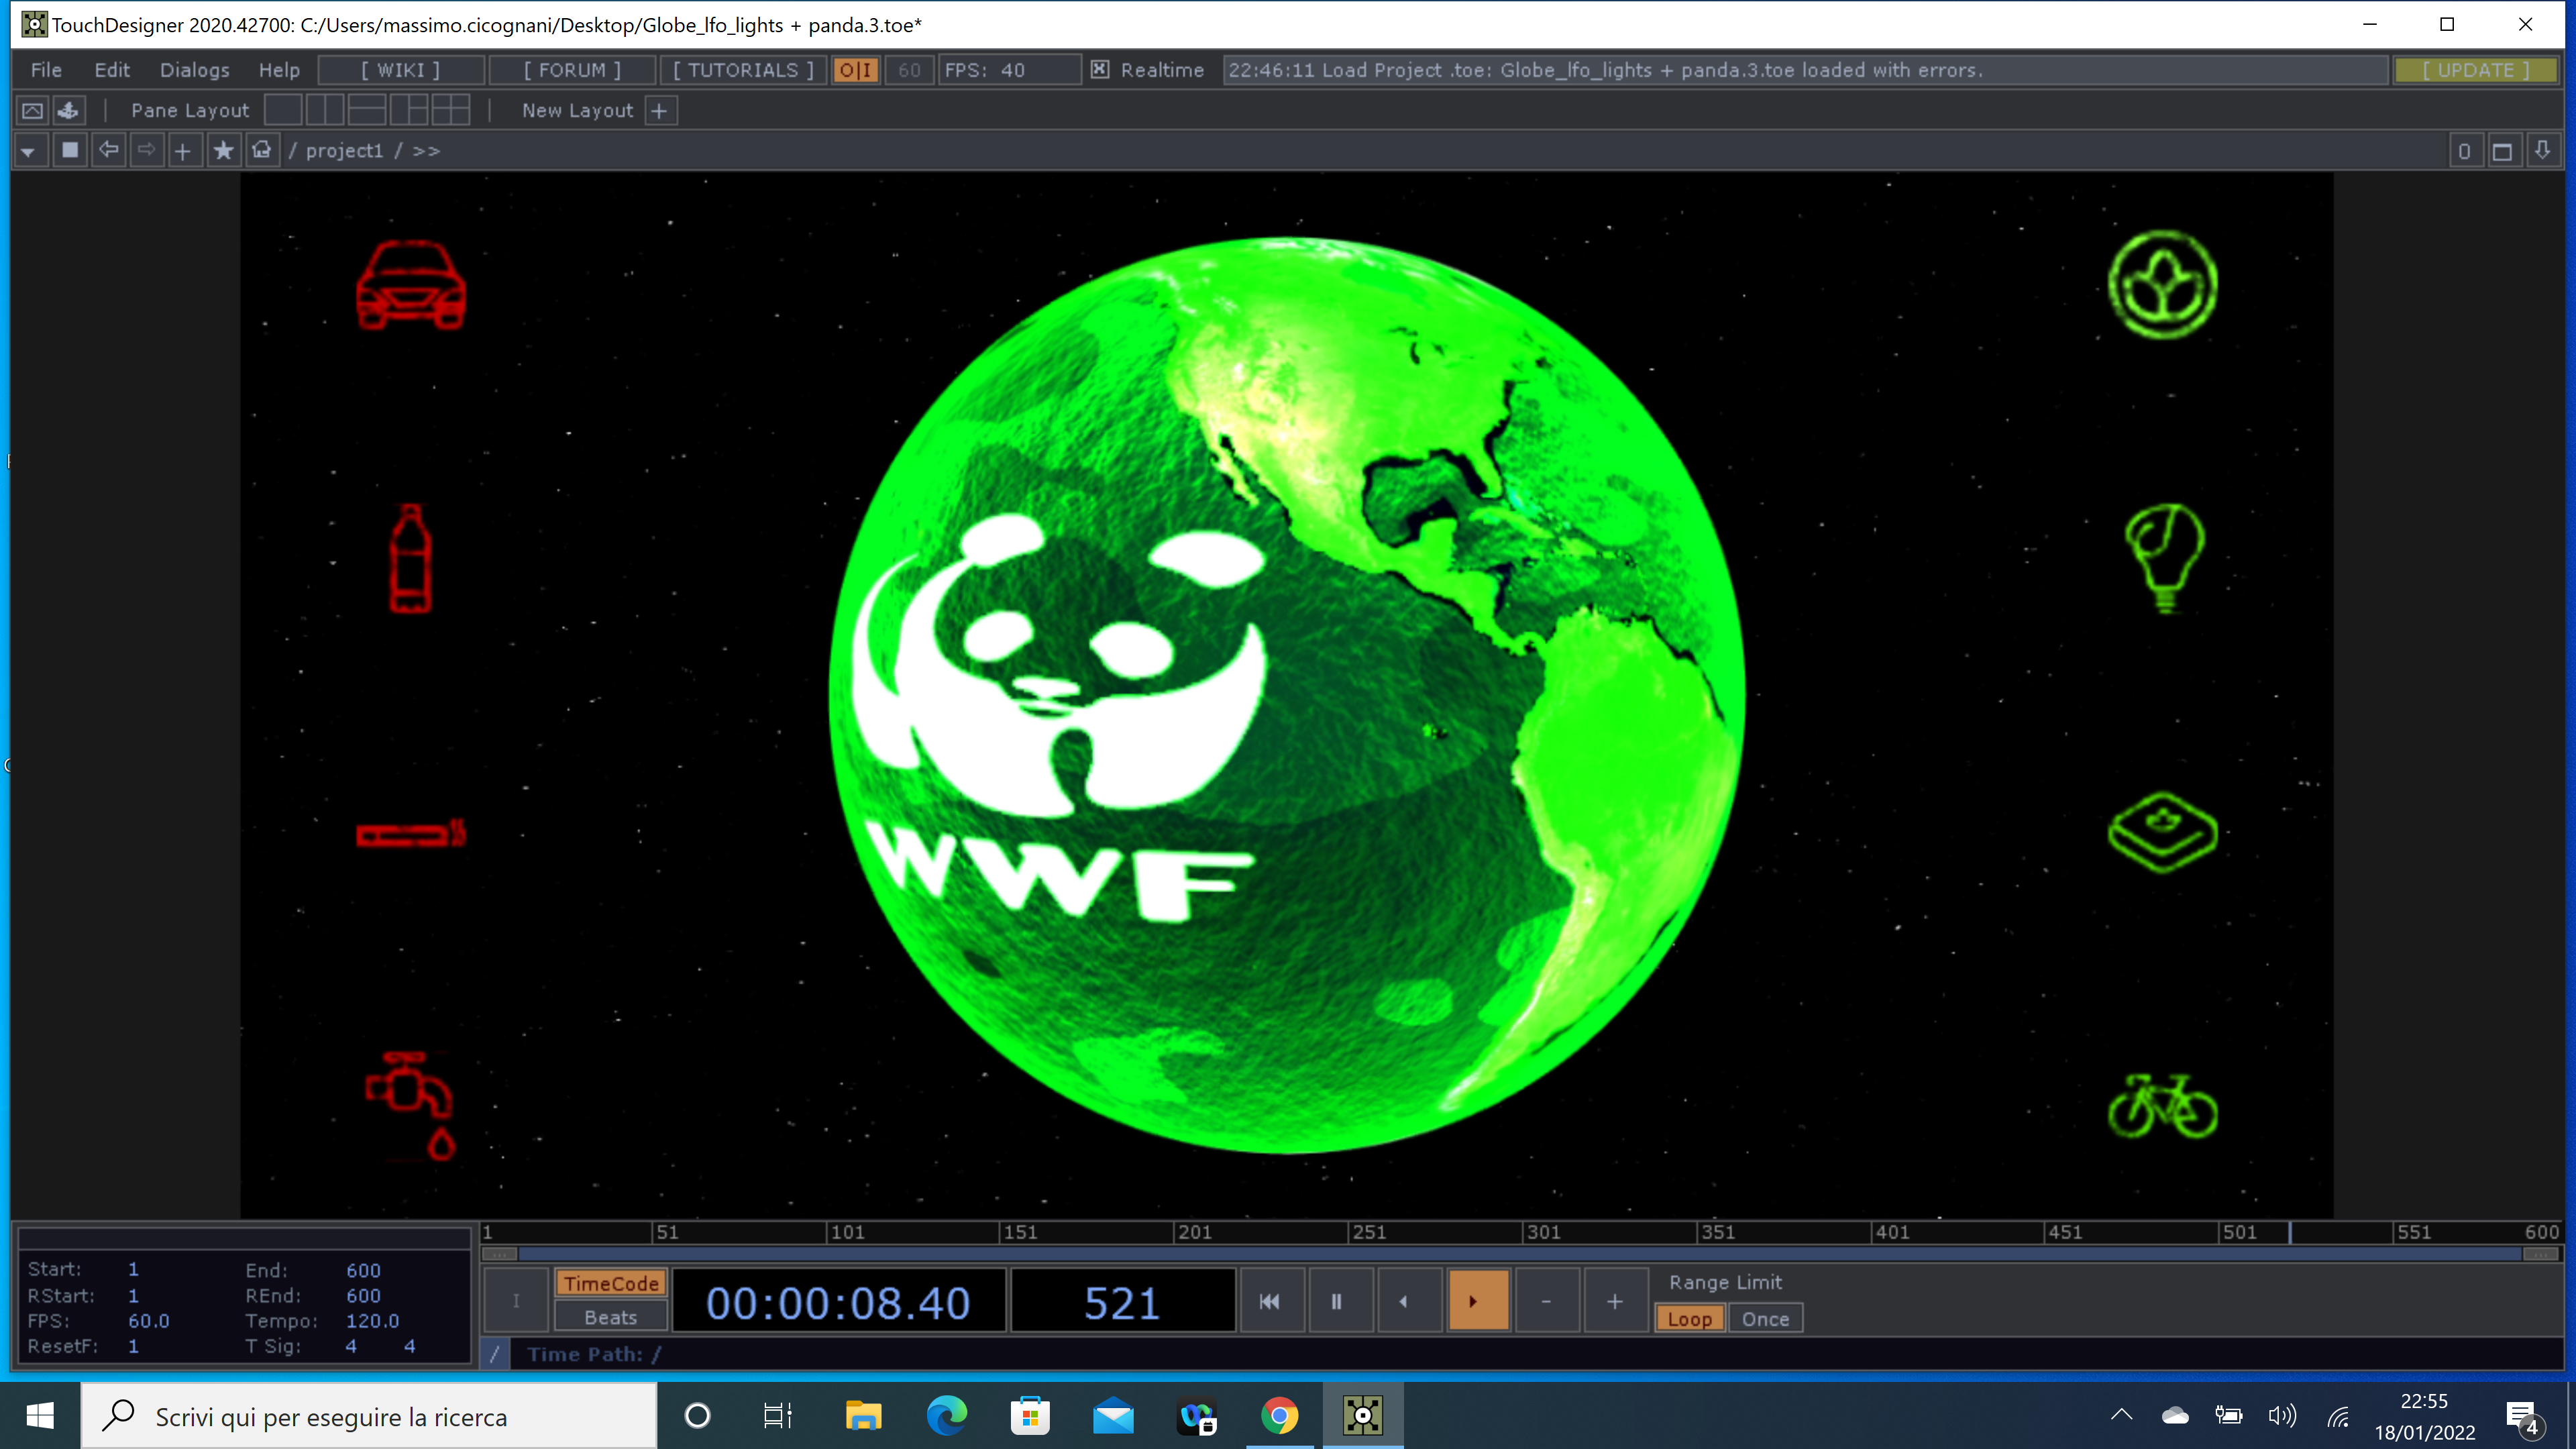 TouchDesigner 2020.42700: C:/Users/massimo.cicognani/Desktop/Globe_lfo_lights + panda.3.toe*
File Edit Dialogs Help [ WIKI ] [ FORUM ] [ TUTORIALS ] O|I 60 FPS: 40 Realtime 22:46:11 Load Project .toe: Globe_lfo_lights + panda.3.toe loaded with errors. [ UPDATE ]
Pane Layout New Layout +
/ project1 / >> 0
WWF
1 51 101 151 201 251 301 351 401 451 501 551 600
Start: 1 End: 600
RStart: 1 REnd: 600
FPS: 60.0 Tempo: 120.0
ResetF: 1 T Sig: 4 4
I TimeCode 00:00:08.40 521 - + Range Limit
Beats Loop Once
/ Time Path: /
Scrivi qui per eseguire la ricerca
22:55
18/01/2022
4